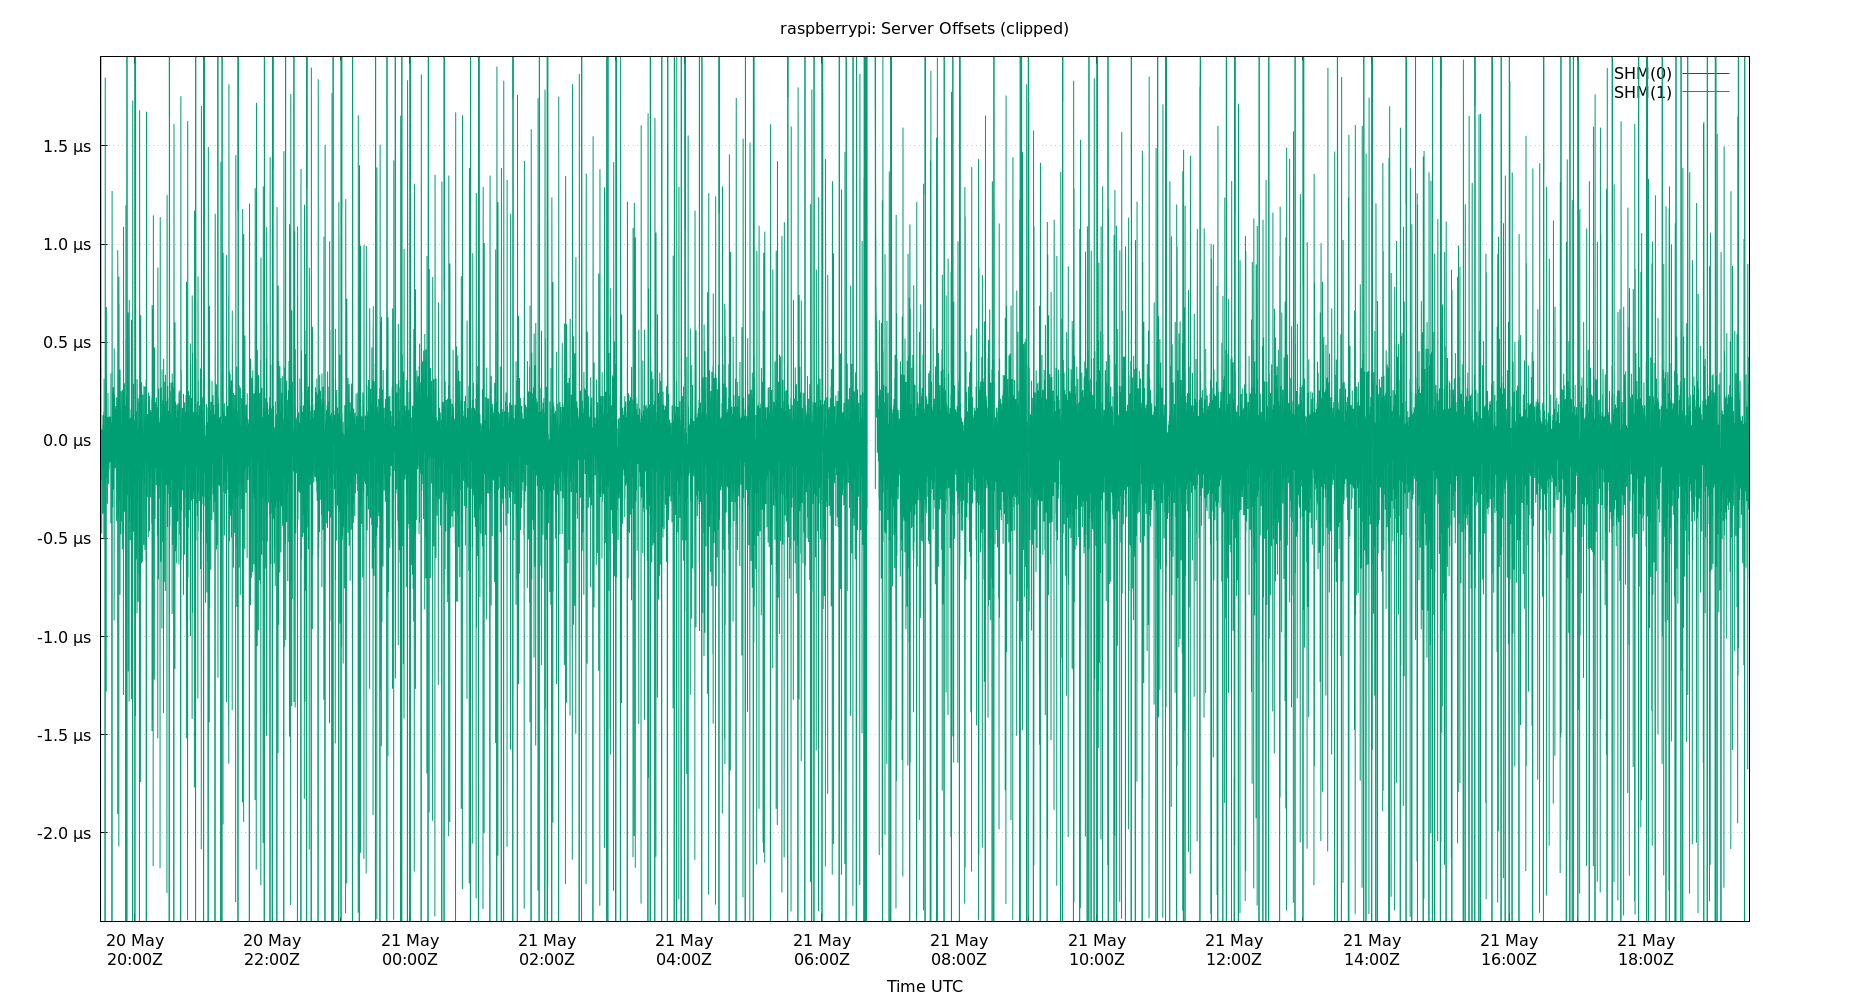 raspberrypi: Server Offsets (clipped)
SHM(0)
SHM(1)
1.5 µs
1.0 µs
0.5 µs
0.0 µs
-0.5 µs
-1.0 µs
-1.5 µs
-2.0 µs
20 May 20 May 21 May 21 May 21 May 21 May 21 May 21 May 21 May 21 May 21 May 21 May
20:00Z 22:00Z 00:00Z 02:00Z 04:00Z 06:00Z 08:00Z 10:00Z 12:00Z 14:00Z 16:00Z 18:00Z
Time UTC